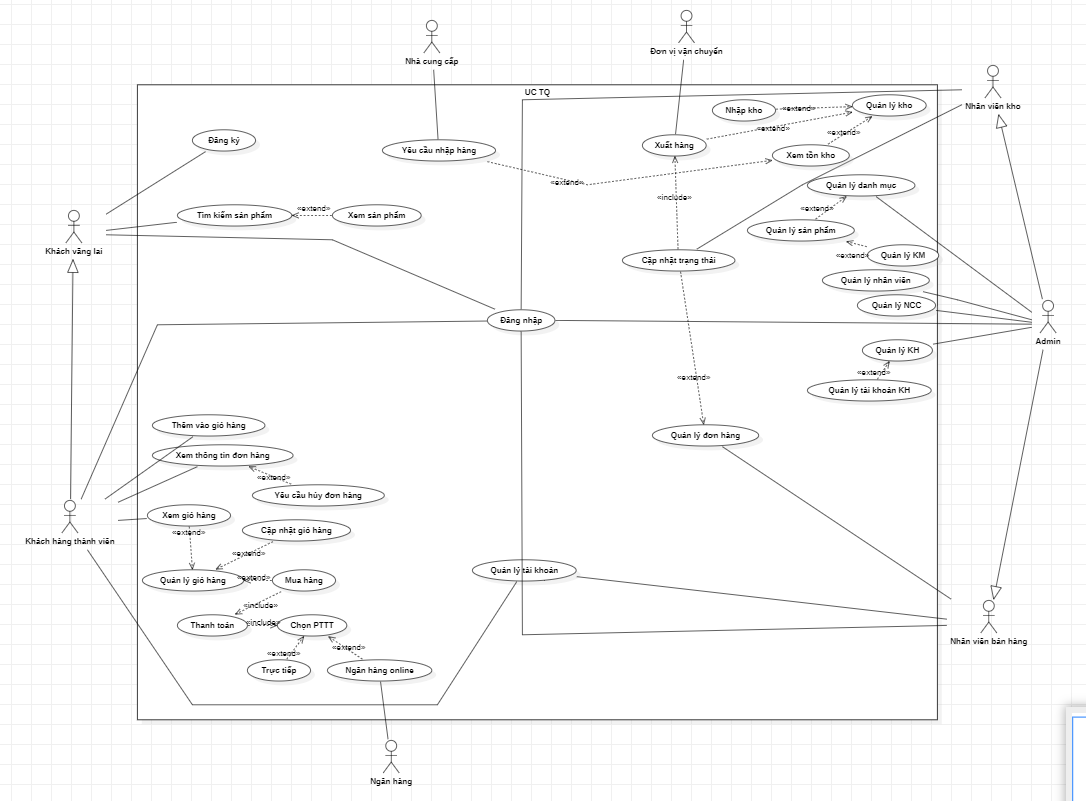 Đơn vị vận chuyển
Nhà cung cấp
UC TQ
Nhân viên kho
Nhập kho
«extend»
Quản lý kho
«extend»
«extend»
Đăng ký
Yêu cầu nhập hàng
Xuất hàng
Xem tồn kho
«extend»
Quản lý danh mục
«include»
«extend»
Tìm kiếm sản phẩm
«extend»
Xem sản phẩm
Quản lý sản phẩm
Khách vãng lai
«extend»
Quản lý KM
Cập nhật trạng thái
Quản lý nhân viên
Quản lý NCC
Đăng nhập
Admin
Quản lý KH
«extend»
«extend»
Quản lý tài khoản KH
Thêm vào giỏ hàng
Quản lý đơn hàng
Xem thông tin đơn hàng
«extend»
Yêu cầu hủy đơn hàng
Xem giỏ hàng
«extend»
Cập nhật giỏ hàng
Khách hàng thành viên
«extend»
Quản lý tài khoản
Quản lý giỏ hàng
«extend»
Mua hàng
«include»
Thanh toán
«include»
Chọn PTTT
Nhân viên bán hàng
«extend»
«extend»
Trực tiếp
Ngân hàng online
Ngân hàng